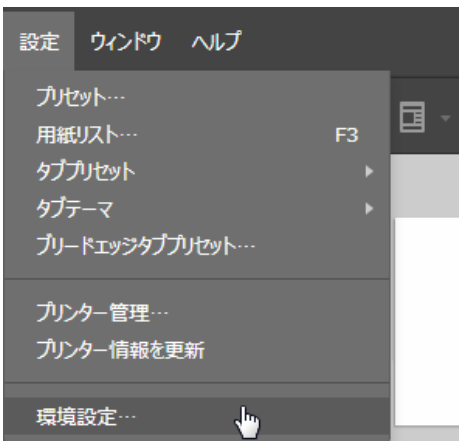 設定 ウィンドウ ヘルプ
プリセット…
用紙リスト… F3
タブプリセット
タブテーマ
ブリードエッジタブプリセット…
プリンター管理…
プリンター情報を更新
環境設定…